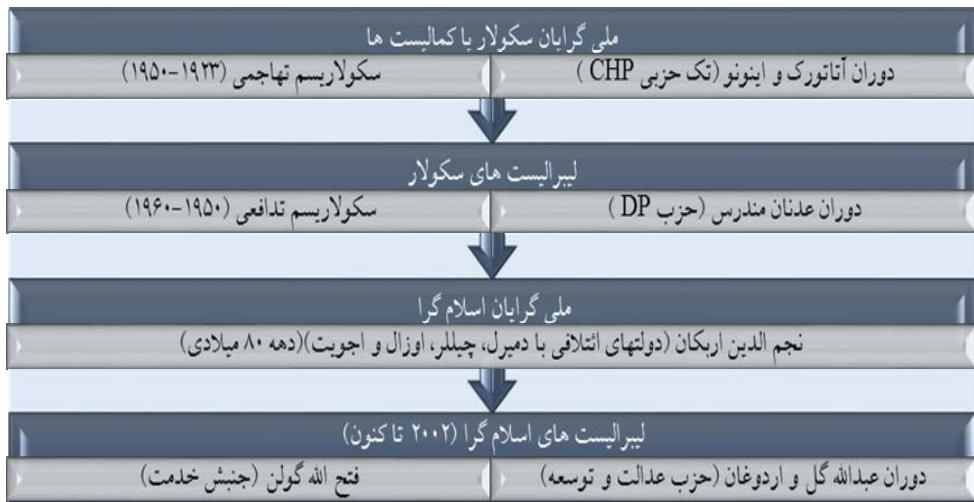 ملی گرایان سکولار یا کمالیست ها
دوران آتاتورک و اینونو (تک حزبی CHP )
سکولاریسم تهاجمی (۱۹۲۳-۱۹۵۰)
لیبرالیست های سکولار
دوران عدنان مندرس (حزب DP )
سکولاریسم تدافعی (۱۹۵۰-۱۹۶۰)
ملی گرایان اسلام گرا
نجم الدین اربکان (دولتهای ائتلافی با دمیرل، چیللر، اوزال و اجویت)(دهه ۸۰ میلادی)
لیبرالیست های اسلام گرا (۲۰۰۲ تا کنون)
دوران عبدالله گل و اردوغان (حزب عدالت و توسعه)
فتح الله گولن (جنبش خدمت)